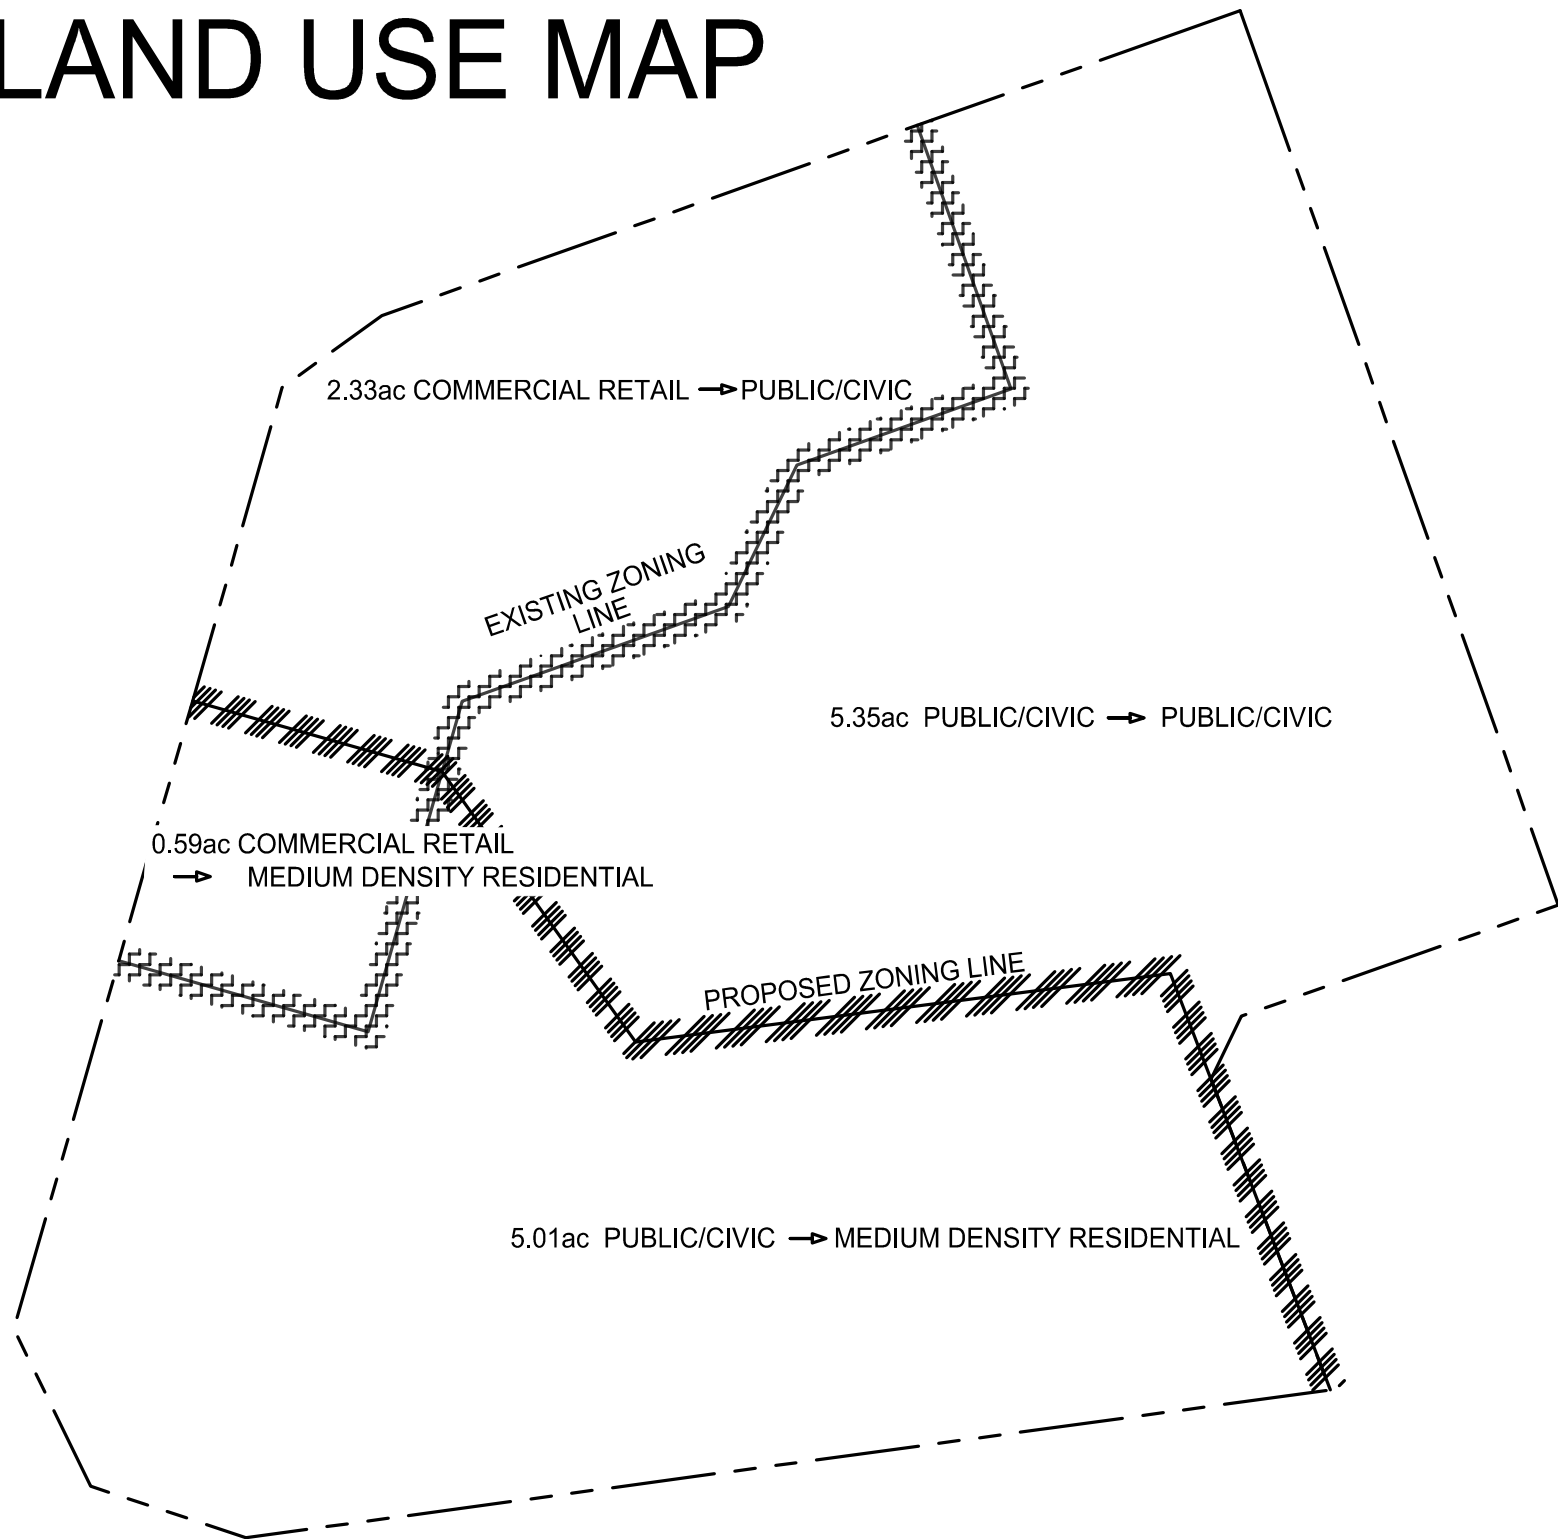 LAND USE MAP
2.33ac COMMERCIAL RETAIL → PUBLIC/CIVIC
EXISTING ZONING
LINE
5.35ac PUBLIC/CIVIC → PUBLIC/CIVIC
0.59ac COMMERCIAL RETAIL
→ MEDIUM DENSITY RESIDENTIAL
PROPOSED ZONING LINE
5.01ac PUBLIC/CIVIC → MEDIUM DENSITY RESIDENTIAL